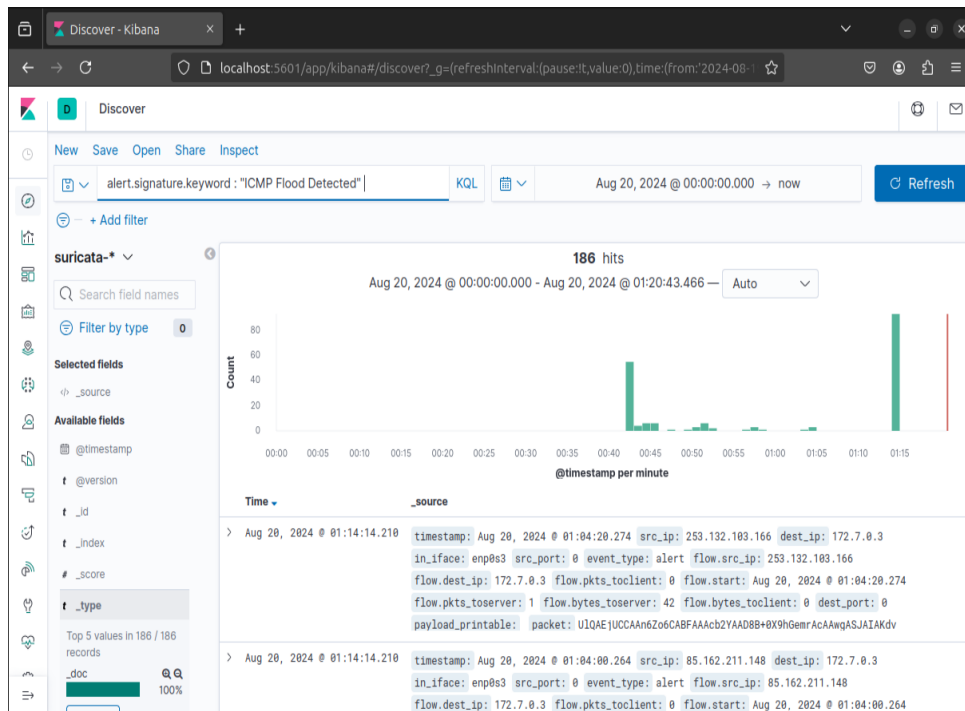 Discover - Kibana
localhost:5601/app/kibana#/discover?_g=(refreshInterval:(pause:!t,value:0),time:(from:'2024-08-1
D Discover
New Save Open Share Inspect
alert.signature.keyword : "ICMP Flood Detected" KQL Aug 20, 2024 @ 00:00:00.000 → now Refresh
+ Add filter
suricata-*
Search field names
Filter by type 0
Selected fields
</> _source
Available fields
@timestamp
t @version
t _id
t _index
# _score
t _type
Top 5 values in 186 / 186
records
_doc
100%
186 hits
Aug 20, 2024 @ 00:00:00.000 - Aug 20, 2024 @ 01:20:43.466 — Auto
Count
80
60
40
20
0
00:00 00:05 00:10 00:15 00:20 00:25 00:30 00:35 00:40 00:45 00:50 00:55 01:00 01:05 01:10 01:15
@timestamp per minute
Time _source
Aug 20, 2024 @ 01:14:14.210 timestamp: Aug 20, 2024 @ 01:04:20.274 src_ip: 253.132.103.166 dest_ip: 172.7.0.3
in_iface: enp0s3 src_port: 0 event_type: alert flow.src_ip: 253.132.103.166
flow.dest_ip: 172.7.0.3 flow.pkts_toclient: 0 flow.start: Aug 20, 2024 @ 01:04:20.274
flow.pkts_toserver: 1 flow.bytes_toserver: 42 flow.bytes_toclient: 0 dest_port: 0
payload_printable: packet: UlQAEjUCCAAn6Zo6CABFAAAcb2YAAD8B+0X9hGemrAcAAwgASJAIAKdv
Aug 20, 2024 @ 01:14:14.210 timestamp: Aug 20, 2024 @ 01:04:00.264 src_ip: 85.162.211.148 dest_ip: 172.7.0.3
in_iface: enp0s3 src_port: 0 event_type: alert flow.src_ip: 85.162.211.148
flow.dest_ip: 172.7.0.3 flow.pkts_toclient: 0 flow.start: Aug 20, 2024 @ 01:04:00.264